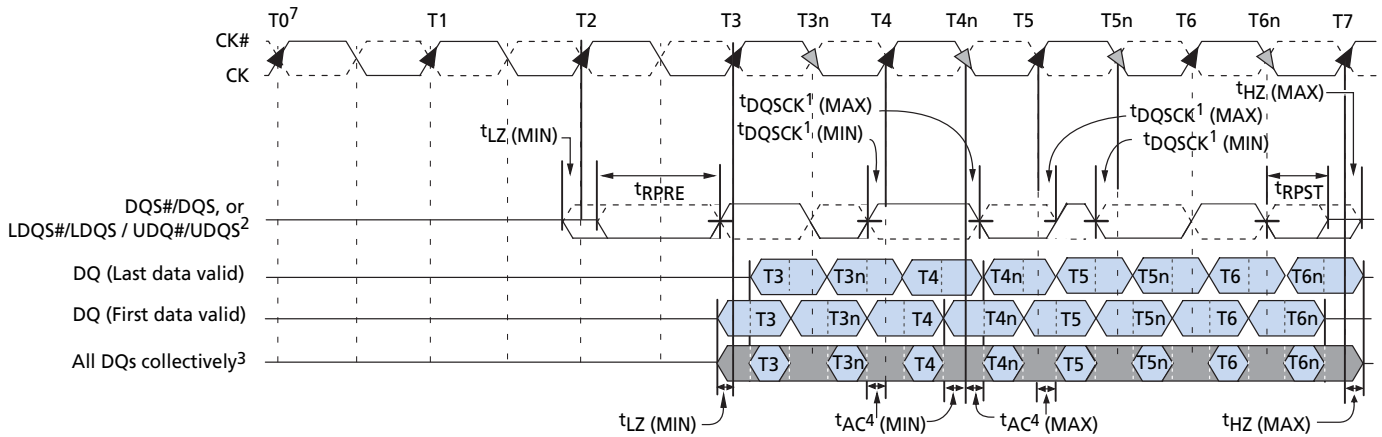 T0⁷ T1 T2 T3 T3n T4 T4n T5 T5n T6 T6n T7
CK#
CK
tHZ (MAX)
tDQSCK¹ (MAX)
tDQSCK¹ (MAX)
tLZ (MIN)
tDQSCK¹ (MIN)
tDQSCK¹ (MIN)
tRPRE
tRPST
DQS#/DQS, or
LDQS#/LDQS / UDQ#/UDQS²
DQ (Last data valid) T3 T3n T4 T4n T5 T5n T6 T6n
DQ (First data valid) T3 T3n T4 T4n T5 T5n T6 T6n
All DQs collectively³ T3 T3n T4 T4n T5 T5n T6 T6n
tLZ (MIN) tAC⁴ (MIN) tAC⁴ (MAX) tHZ (MAX)